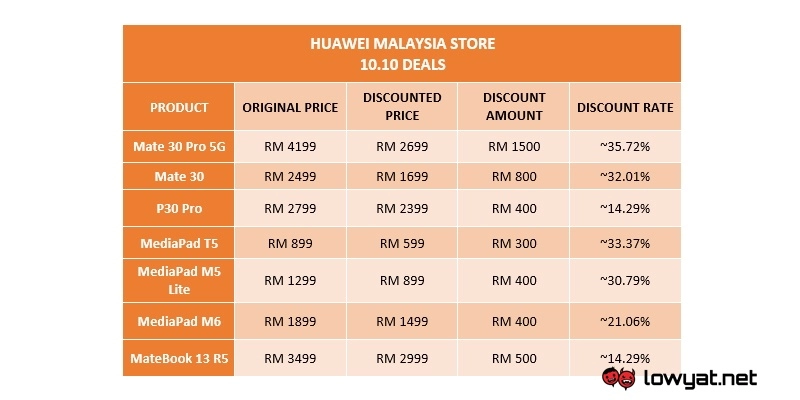 HUAWEI MALAYSIA STORE
10.10 DEALS
PRODUCT ORIGINAL PRICE DISCOUNTED PRICE DISCOUNT AMOUNT DISCOUNT RATE
Mate 30 Pro 5G RM 4199 RM 2699 RM 1500 ~35.72%
Mate 30 RM 2499 RM 1699 RM 800 ~32.01%
P30 Pro RM 2799 RM 2399 RM 400 ~14.29%
MediaPad T5 RM 899 RM 599 RM 300 ~33.37%
MediaPad M5 Lite RM 1299 RM 899 RM 400 ~30.79%
MediaPad M6 RM 1899 RM 1499 RM 400 ~21.06%
MateBook 13 R5 RM 3499 RM 2999 RM 500 ~14.29%
lowyat.net